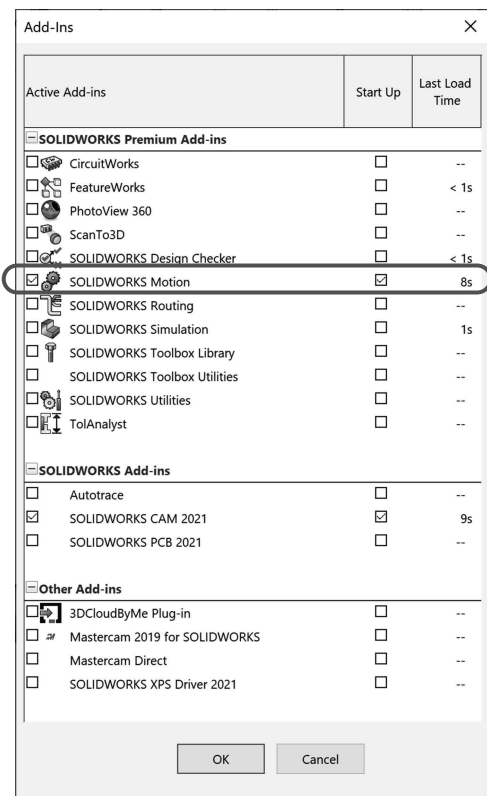 Add-Ins
Active Add-ins Start Up Last Load Time
SOLIDWORKS Premium Add-ins
CircuitWorks --
FeatureWorks < 1s
PhotoView 360 --
ScanTo3D --
SOLIDWORKS Design Checker < 1s
SOLIDWORKS Motion 8s
SOLIDWORKS Routing --
SOLIDWORKS Simulation 1s
SOLIDWORKS Toolbox Library --
SOLIDWORKS Toolbox Utilities --
SOLIDWORKS Utilities --
TolAnalyst --
SOLIDWORKS Add-ins
Autotrace --
SOLIDWORKS CAM 2021 9s
SOLIDWORKS PCB 2021 --
Other Add-ins
3DCloudByMe Plug-in --
Mastercam 2019 for SOLIDWORKS --
Mastercam Direct --
SOLIDWORKS XPS Driver 2021 --
OK Cancel